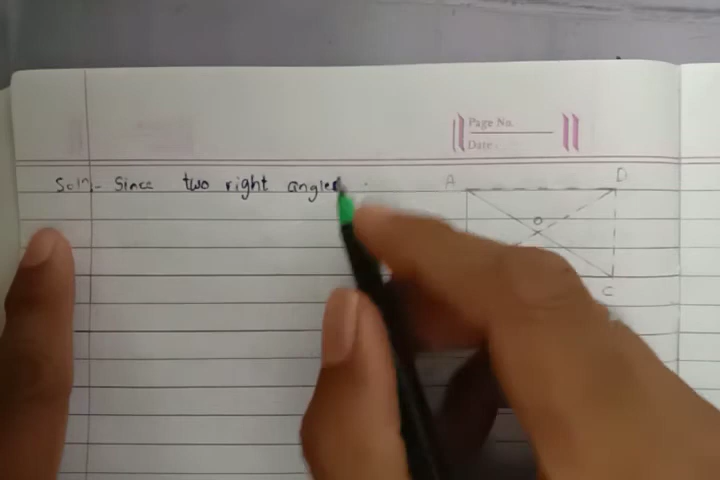 Page No.
Date :
Soln- Since two right angles
A D
O
C